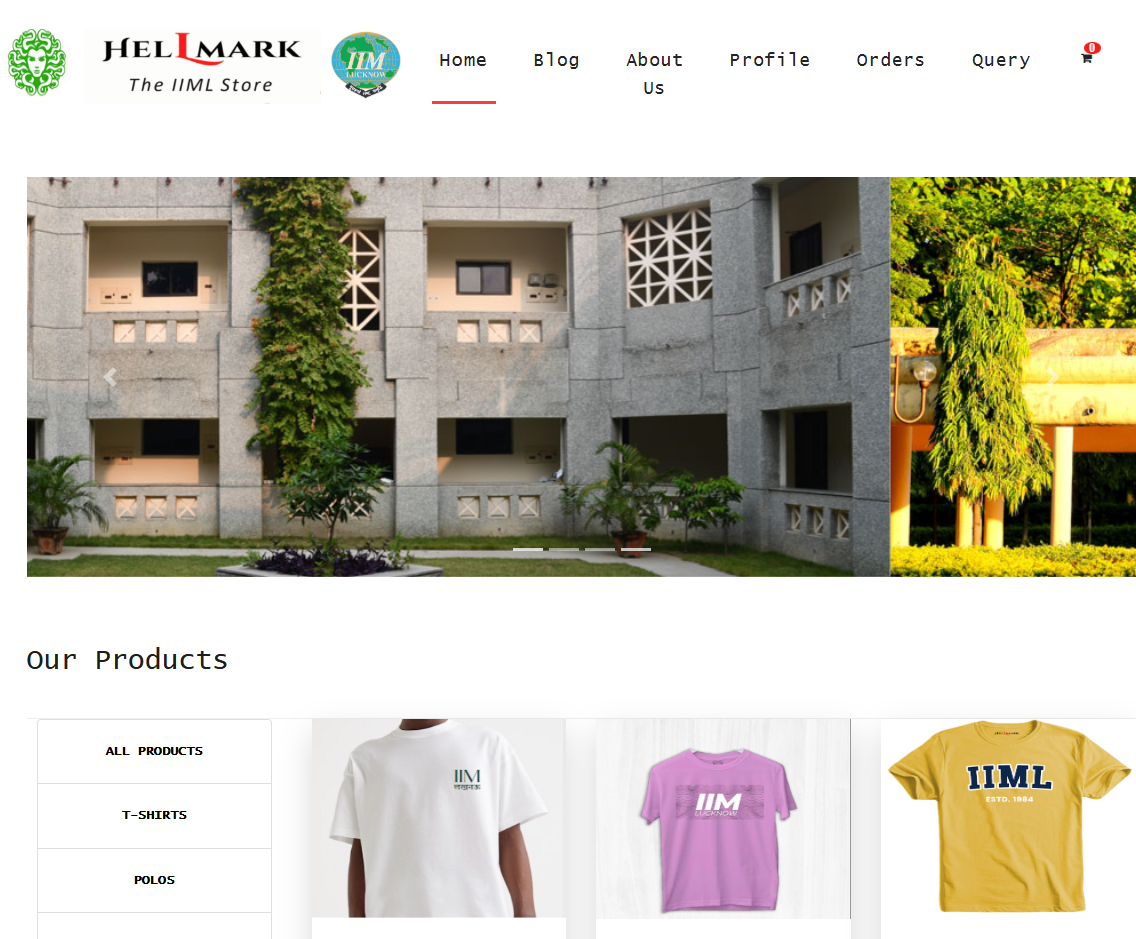 HELLMARK
The IIML Store
IIM
LUCKNOW
Home
Blog
About
Us
Profile
Orders
Query
0
Our Products
ALL PRODUCTS
T-SHIRTS
POLOS
IIM
लखनऊ
IIM
LUCKNOW
HELLMARK
IIML
ESTD. 1984